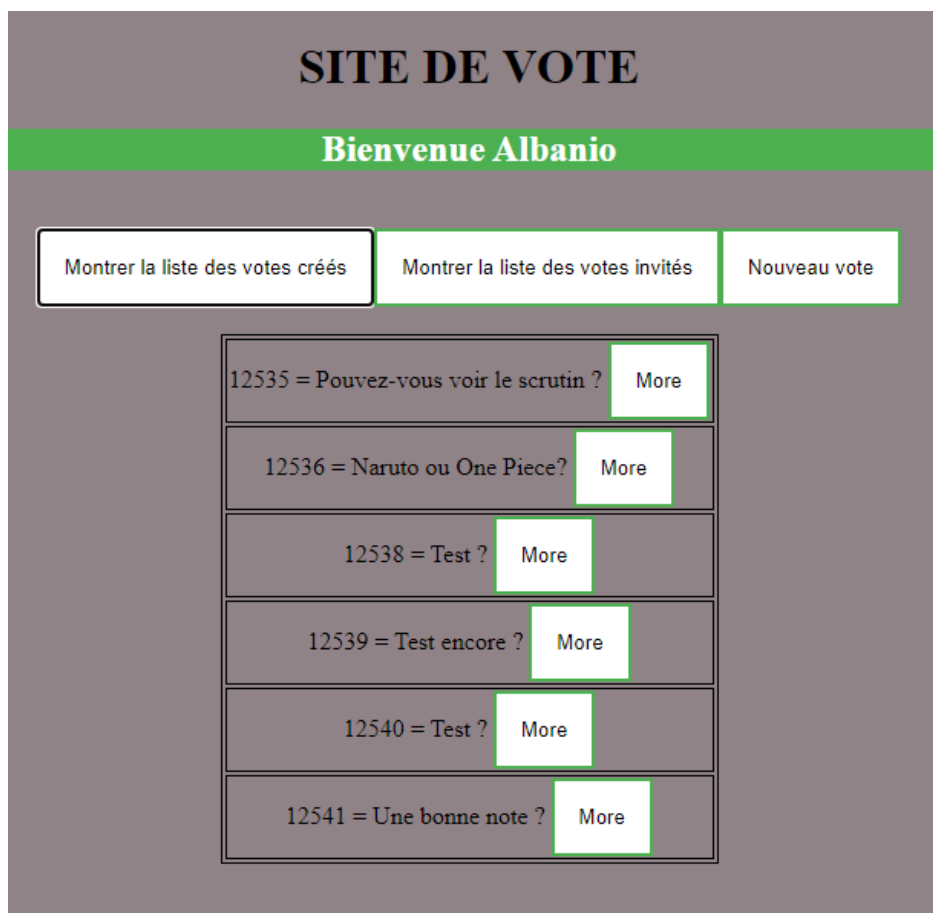 SITE DE VOTE
Bienvenue Albanio
Montrer la liste des votes créés Montrer la liste des votes invités Nouveau vote
12535 = Pouvez-vous voir le scrutin ? More
12536 = Naruto ou One Piece? More
12538 = Test ? More
12539 = Test encore ? More
12540 = Test ? More
12541 = Une bonne note ? More